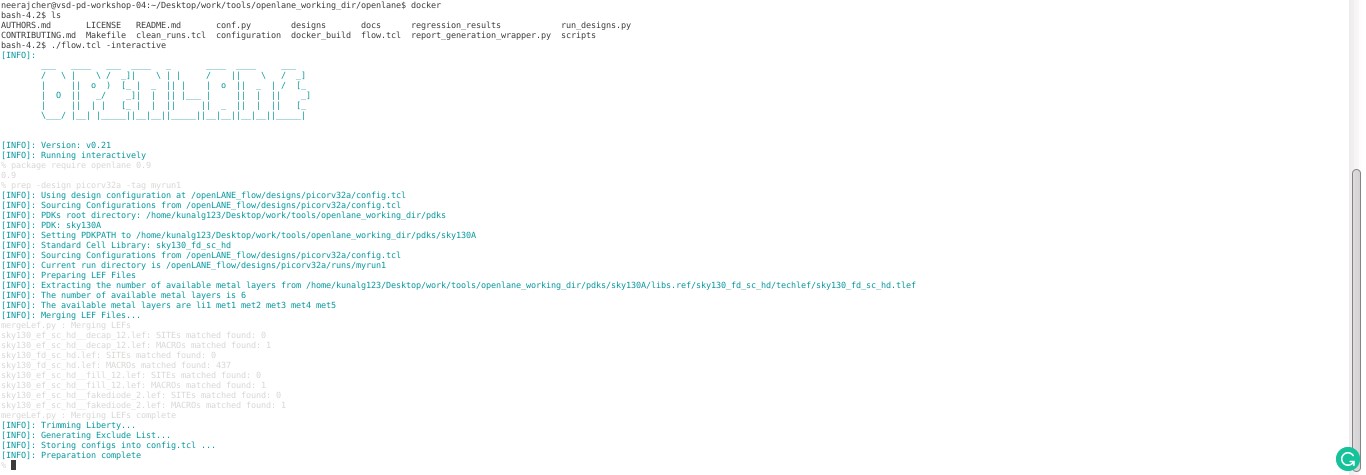 neerajcher@vsd-pd-workshop-04:~/Desktop/work/tools/openlane_working_dir/openlane$ docker
bash-4.2$ ls
AUTHORS.md LICENSE README.md conf.py designs docs regression_results run_designs.py
CONTRIBUTING.md Makefile clean_runs.tcl configuration docker_build flow.tcl report_generation_wrapper.py scripts
bash-4.2$ ./flow.tcl -interactive
[INFO]:
OPENLANE
[INFO]: Version: v0.21
[INFO]: Running interactively
% package require openlane 0.9
0.9
% prep -design picorv32a -tag myrun1
[INFO]: Using design configuration at /openLANE_flow/designs/picorv32a/config.tcl
[INFO]: Sourcing Configurations from /openLANE_flow/designs/picorv32a/config.tcl
[INFO]: PDKs root directory: /home/kunalg123/Desktop/work/tools/openlane_working_dir/pdks
[INFO]: PDK: sky130A
[INFO]: Setting PDKPATH to /home/kunalg123/Desktop/work/tools/openlane_working_dir/pdks/sky130A
[INFO]: Standard Cell Library: sky130_fd_sc_hd
[INFO]: Sourcing Configurations from /openLANE_flow/designs/picorv32a/config.tcl
[INFO]: Current run directory is /openLANE_flow/designs/picorv32a/runs/myrun1
[INFO]: Preparing LEF Files
[INFO]: Extracting the number of available metal layers from /home/kunalg123/Desktop/work/tools/openlane_working_dir/pdks/sky130A/libs.ref/sky130_fd_sc_hd/techlef/sky130_fd_sc_hd.tlef
[INFO]: The number of available metal layers is 6
[INFO]: The available metal layers are li1 met1 met2 met3 met4 met5
[INFO]: Merging LEF Files...
mergeLef.py : Merging LEFs
sky130_ef_sc_hd__decap_12.lef: SITEs matched found: 0
sky130_ef_sc_hd__decap_12.lef: MACROs matched found: 1
sky130_fd_sc_hd.lef: SITEs matched found: 0
sky130_fd_sc_hd.lef: MACROs matched found: 437
sky130_ef_sc_hd__fill_12.lef: SITEs matched found: 0
sky130_ef_sc_hd__fill_12.lef: MACROs matched found: 1
sky130_ef_sc_hd__fakediode_2.lef: SITEs matched found: 0
sky130_ef_sc_hd__fakediode_2.lef: MACROs matched found: 1
mergeLef.py : Merging LEFs complete
[INFO]: Trimming Liberty...
[INFO]: Generating Exclude List...
[INFO]: Storing configs into config.tcl ...
[INFO]: Preparation complete
%